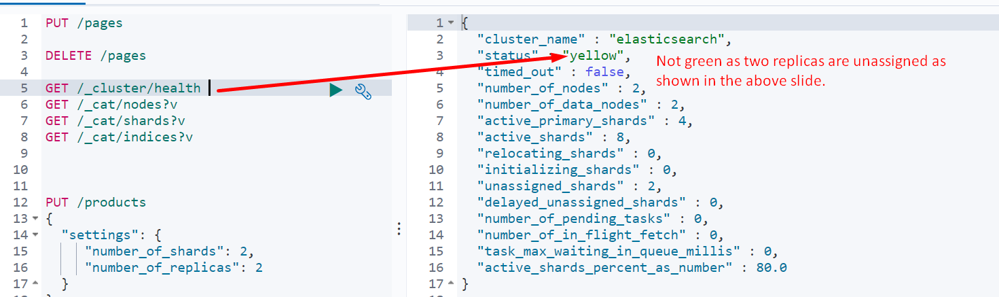 1 PUT /pages
2
3 DELETE /pages
4
5 GET /_cluster/health
6 GET /_cat/nodes?v
7 GET /_cat/shards?v
8 GET /_cat/indices?v
9
10
11
12 PUT /products
13 {
14 "settings": {
15 "number_of_shards": 2,
16 "number_of_replicas": 2
17 }
1 {
2 "cluster_name" : "elasticsearch",
3 "status" : "yellow",
4 "timed_out" : false,
5 "number_of_nodes" : 2,
6 "number_of_data_nodes" : 2,
7 "active_primary_shards" : 4,
8 "active_shards" : 8,
9 "relocating_shards" : 0,
10 "initializing_shards" : 0,
11 "unassigned_shards" : 2,
12 "delayed_unassigned_shards" : 0,
13 "number_of_pending_tasks" : 0,
14 "number_of_in_flight_fetch" : 0,
15 "task_max_waiting_in_queue_millis" : 0,
16 "active_shards_percent_as_number" : 80.0
17 }
Not green as two replicas are unassigned as
shown in the above slide.